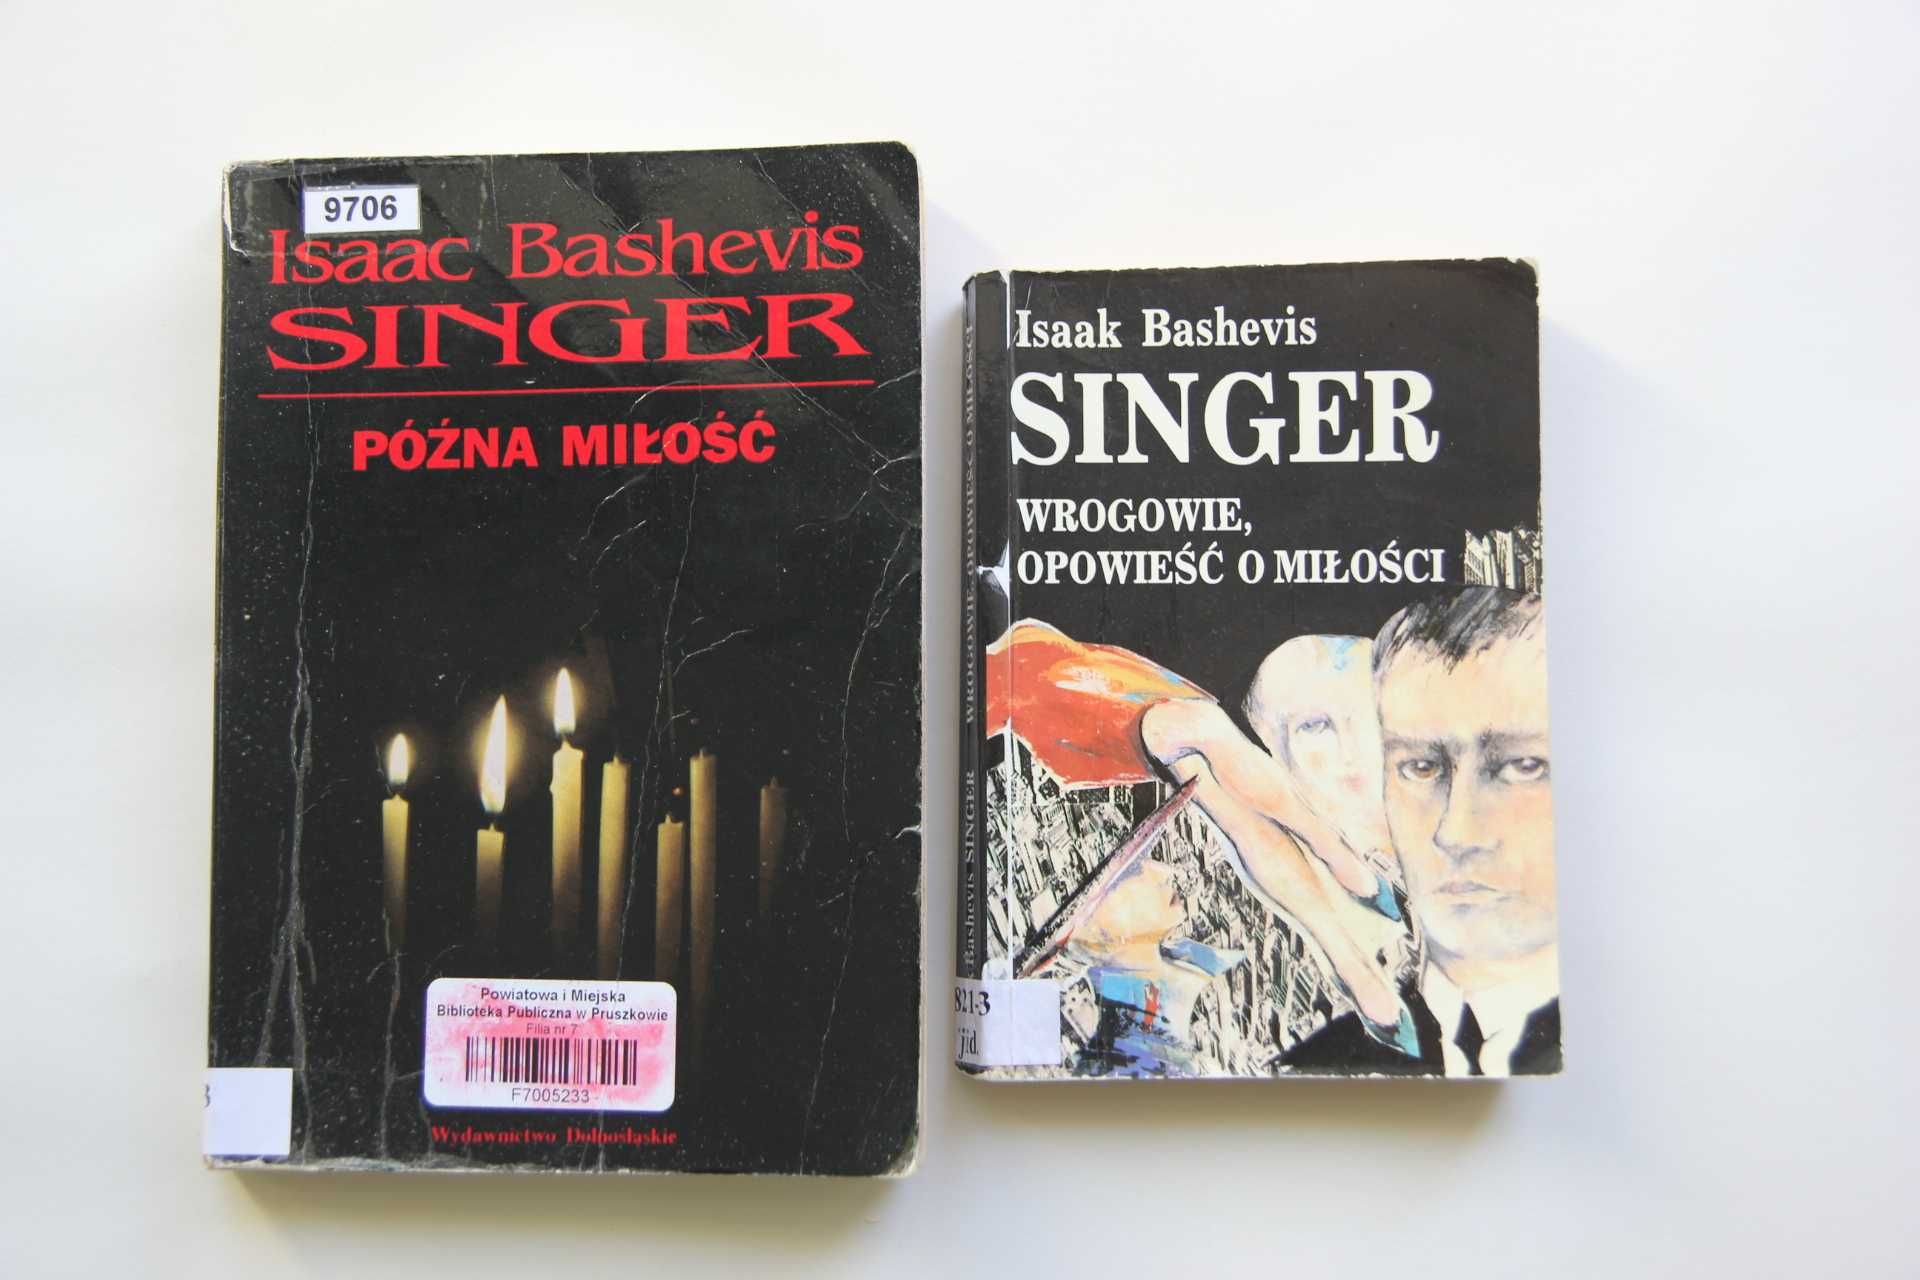 9706
Isaac Bashevis
SINGER
PÓŹNA MIŁOŚĆ
Powiatowa i Miejska
Biblioteka Publiczna w Pruszkowie
Filia nr 7
F7005233
Wydawnictwo Dolnośląskie
3
Isaak Bashevis
SINGER
WROGOWIE,
OPOWIEŚĆ O MIŁOŚCI
821-3
jid.
Bashevis SINGER WROGOWIE, OPOWIEŚĆ O MIŁOŚCI